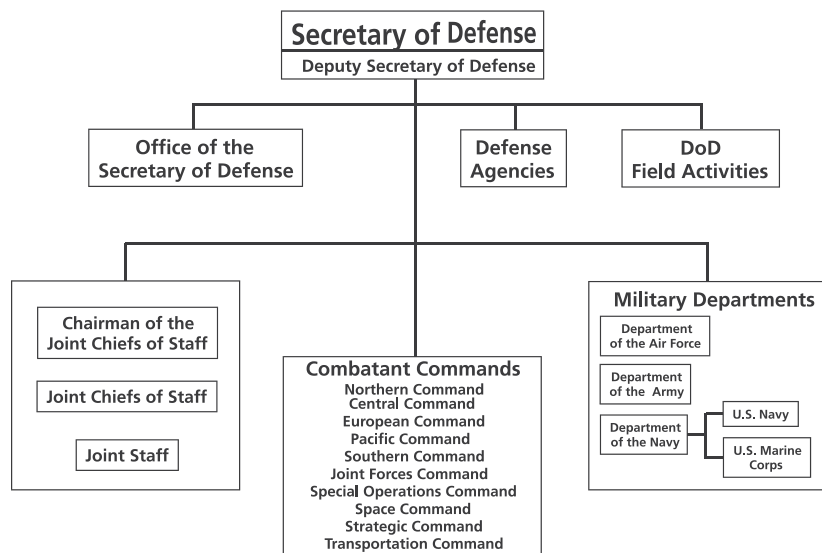 Secretary of Defense
Deputy Secretary of Defense
Office of the
Secretary of Defense
Defense
Agencies
DoD
Field Activities
Chairman of the
Joint Chiefs of Staff
Joint Chiefs of Staff
Joint Staff
Combatant Commands
Northern Command
Central Command
European Command
Pacific Command
Southern Command
Joint Forces Command
Special Operations Command
Space Command
Strategic Command
Transportation Command
Military Departments
Department
of the Air Force
Department
of the Army
Department
of the Navy
U.S. Navy
U.S. Marine
Corps